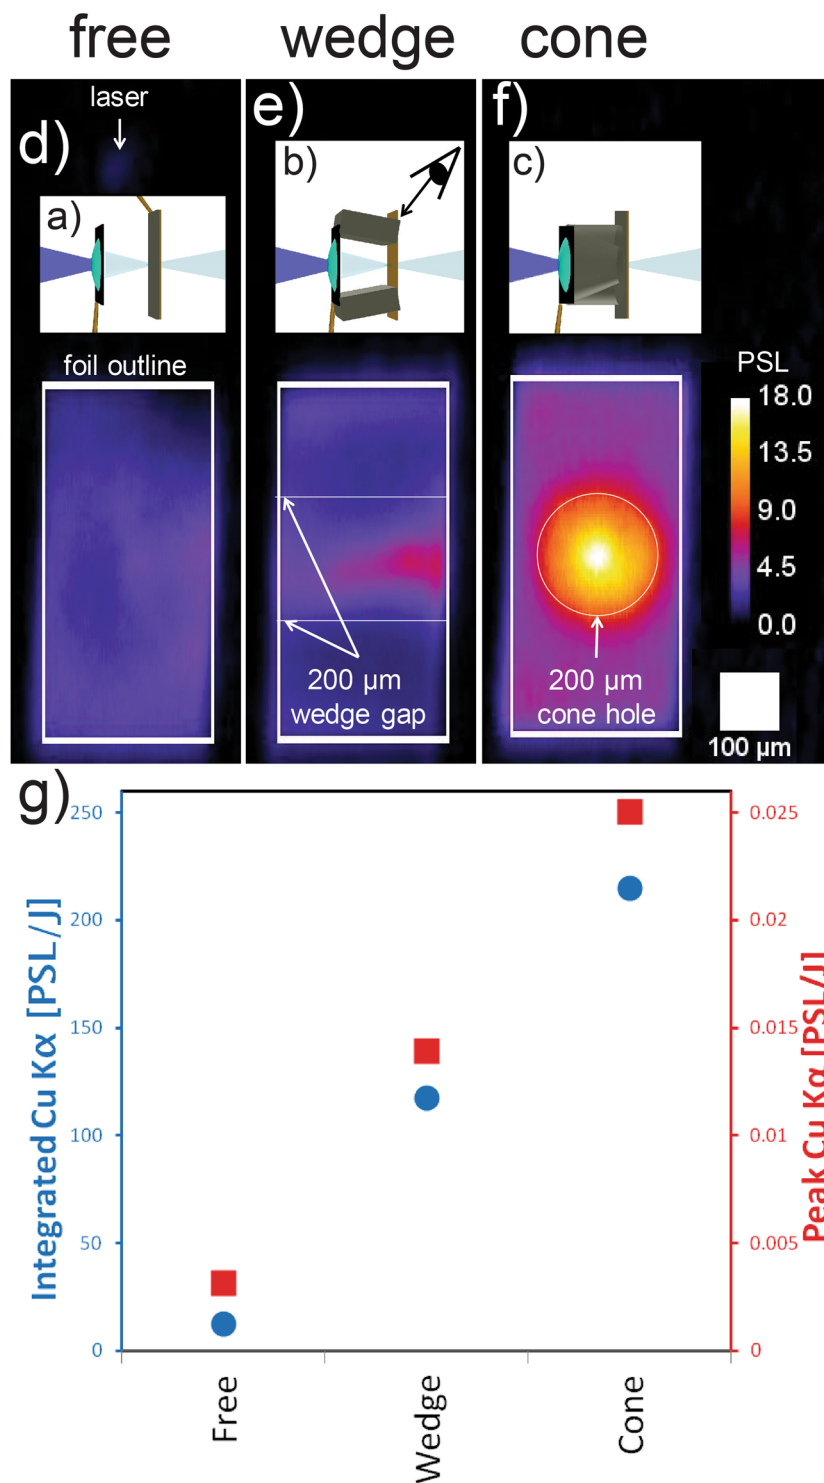 free wedge cone
laser
d)
e)
f)
a)
b)
c)
foil outline
PSL
18.0
13.5
9.0
4.5
0.0
200 µm
wedge gap
200 µm
cone hole
100 µm
g)
Integrated Cu Kα [PSL/J]
250
200
150
100
50
0
0.025
0.02
0.015
0.01
0.005
0
Peak Cu Kα [PSL/J]
Free
Wedge
Cone